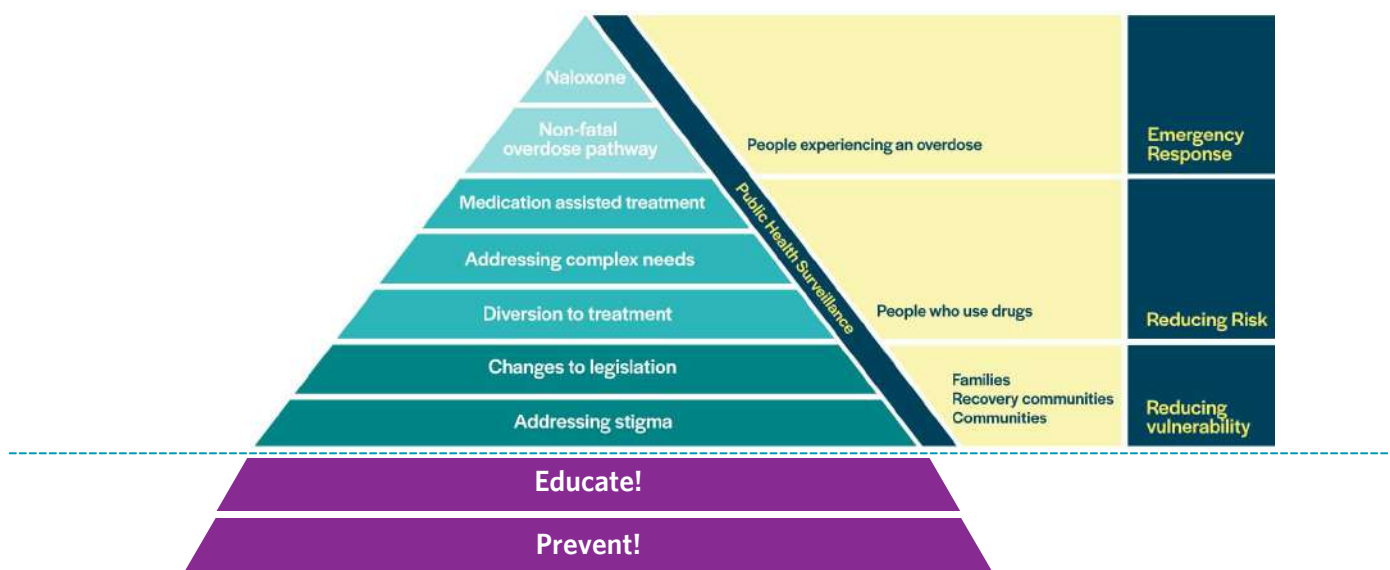 Naloxone
Non-fatal
overdose pathway
People experiencing an overdose
Emergency
Response
Medication assisted treatment
Addressing complex needs
Diversion to treatment
Public Health Surveillance
People who use drugs
Reducing Risk
Changes to legislation
Addressing stigma
Families
Recovery communities
Communities
Reducing
vulnerability
Educate!
Prevent!